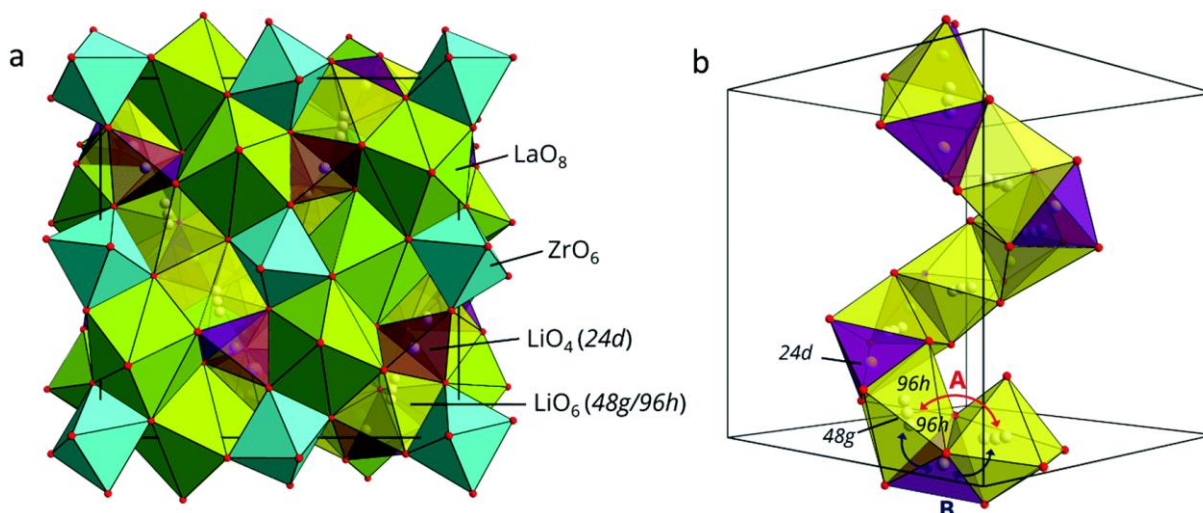 a
LaO8
ZrO6
LiO4 (24d)
LiO6 (48g/96h)
b
24d
96h
A
96h
48g
B